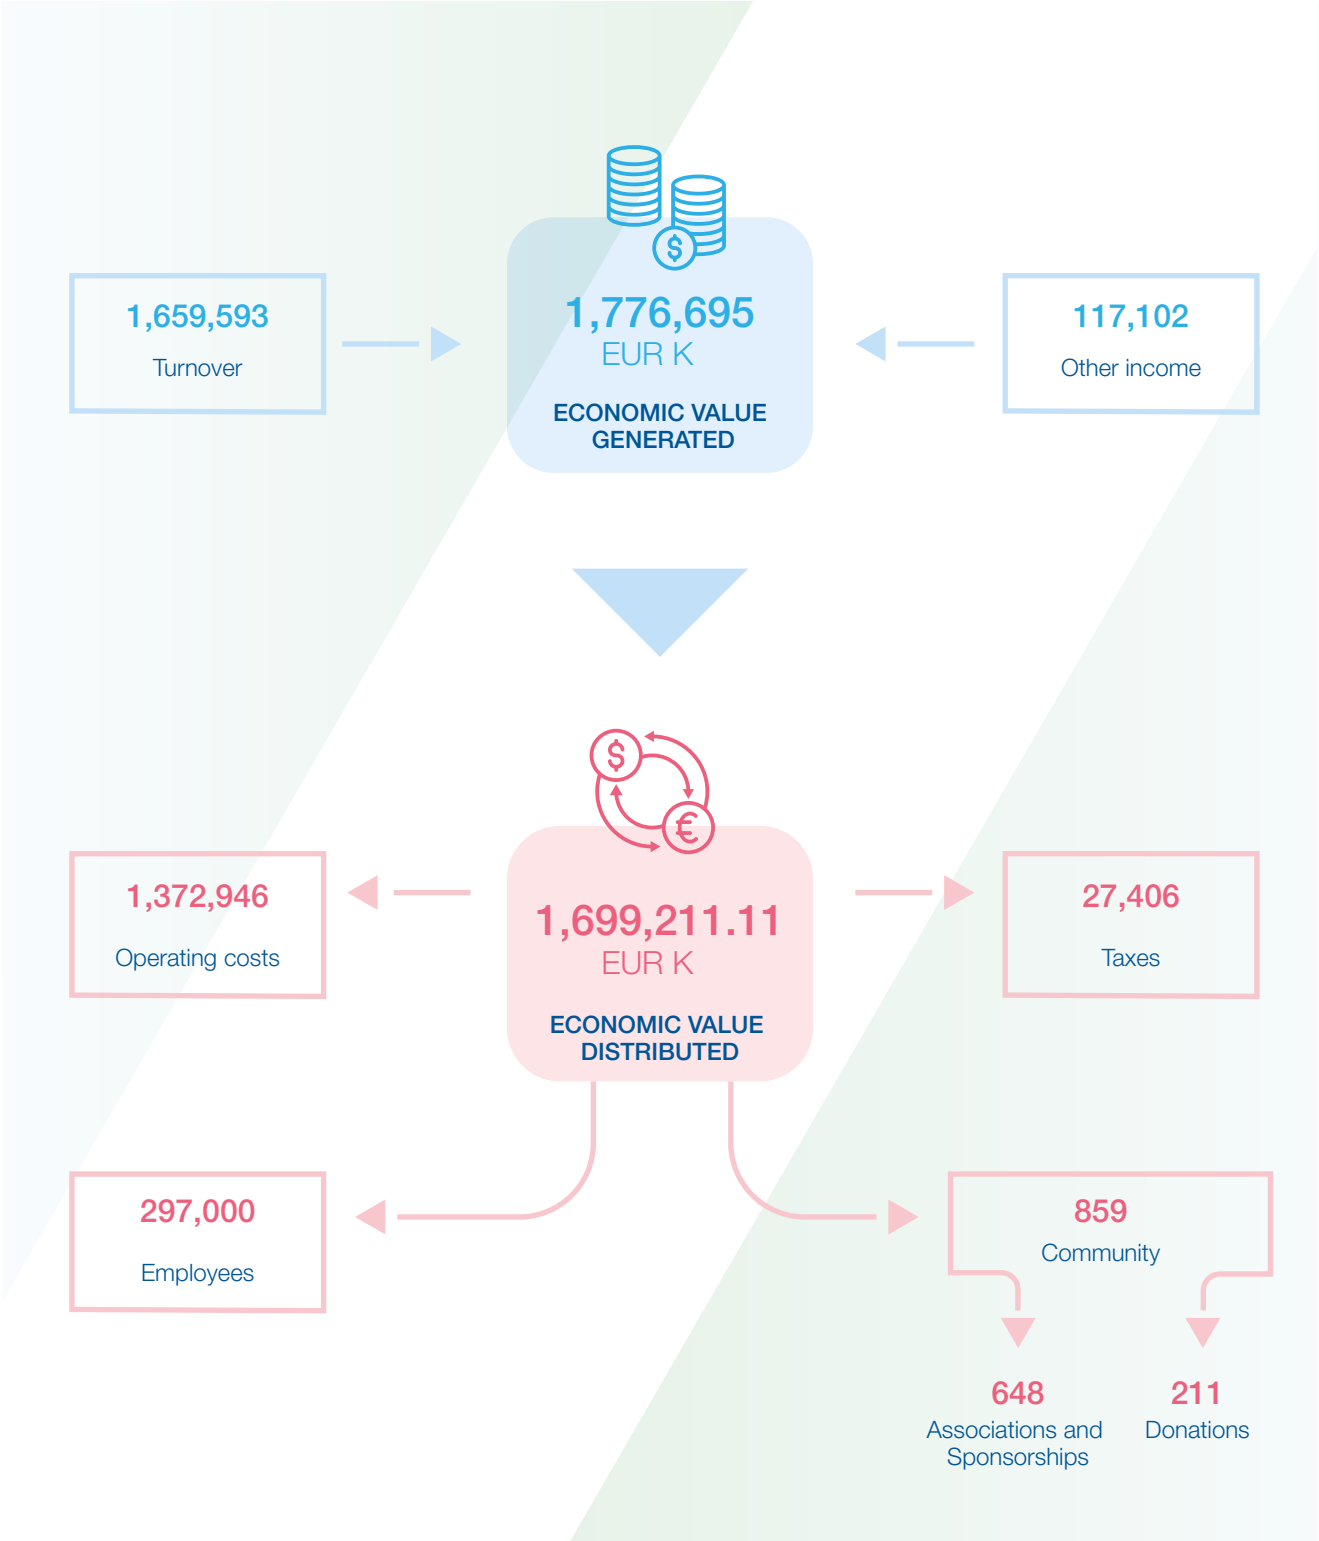 1,659,593
Turnover
$
1,776,695
EUR K
ECONOMIC VALUE
GENERATED
117,102
Other income
$
€
1,372,946
Operating costs
1,699,211.11
EUR K
ECONOMIC VALUE
DISTRIBUTED
27,406
Taxes
297,000
Employees
859
Community
648
Associations and
Sponsorships
211
Donations